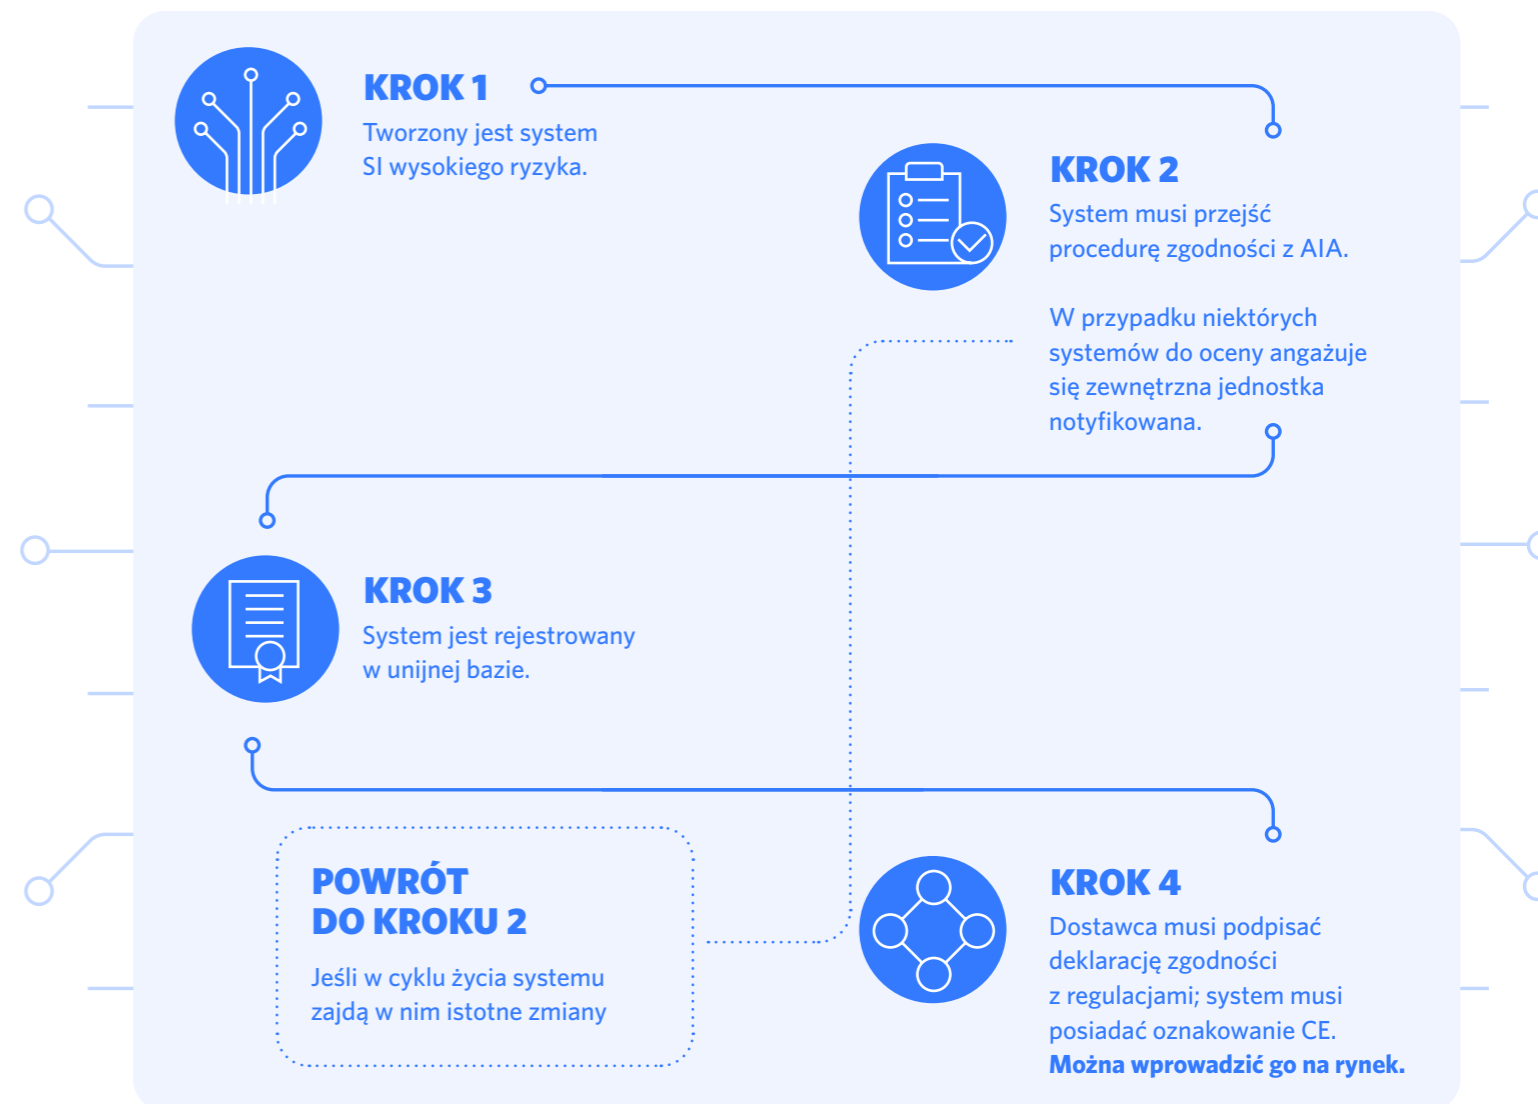 KROK 1
Tworzony jest system
SI wysokiego ryzyka.
KROK 2
System musi przejść
procedurę zgodności z AIA.
W przypadku niektórych
systemów do oceny angażuje
się zewnętrzna jednostka
notyfikowana.
KROK 3
System jest rejestrowany
w unijnej bazie.
POWRÓT
DO KROKU 2
Jeśli w cyklu życia systemu
zajdą w nim istotne zmiany
KROK 4
Dostawca musi podpisać
deklarację zgodności
z regulacjami; system musi
posiadać oznakowanie CE.
Można wprowadzić go na rynek.